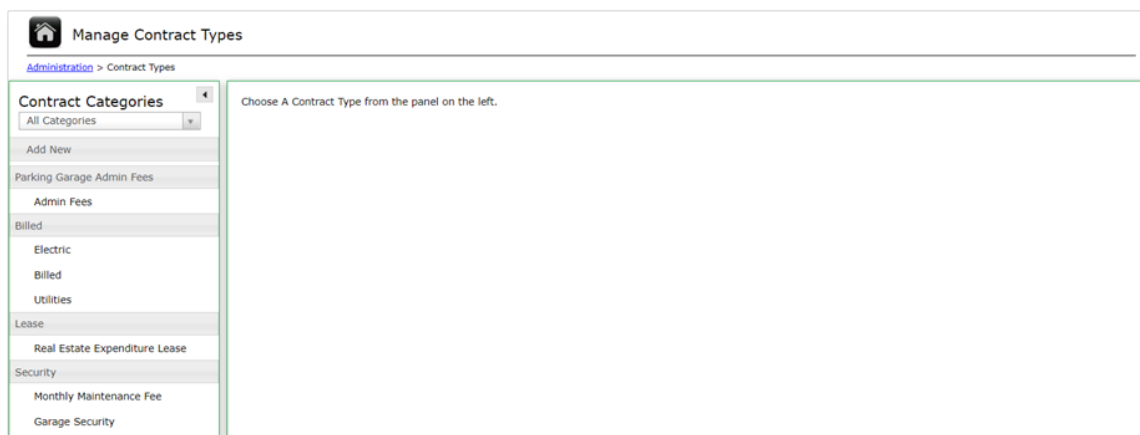 Manage Contract Types
Administration > Contract Types
Contract Categories
All Categories
Add New
Parking Garage Admin Fees
Admin Fees
Billed
Electric
Billed
Utilities
Lease
Real Estate Expenditure Lease
Security
Monthly Maintenance Fee
Garage Security
Choose A Contract Type from the panel on the left.